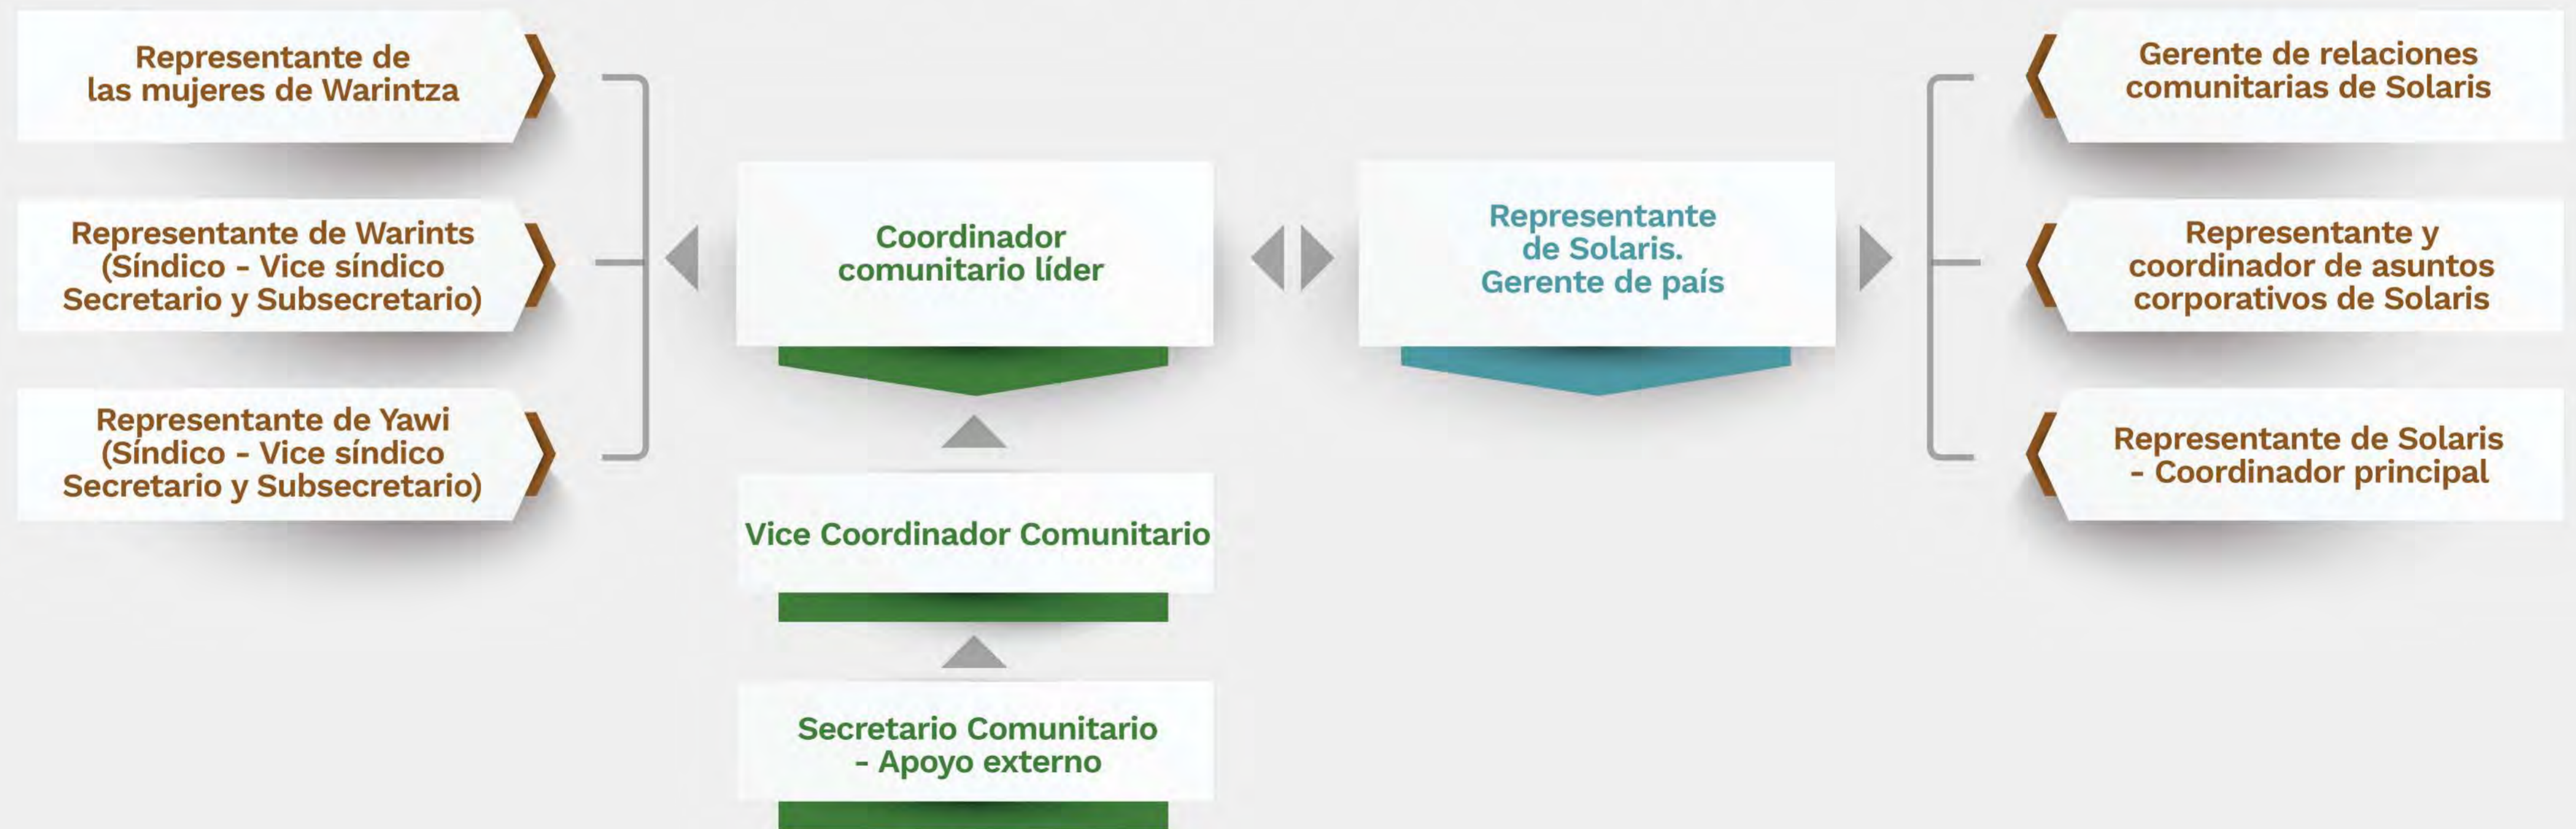 Representante de
las mujeres de Warintza
Representante de Warints
(Síndico - Vice síndico
Secretario y Subsecretario)
Representante de Yawi
(Síndico - Vice síndico
Secretario y Subsecretario)
Coordinador
comunitario líder
Vice Coordinador Comunitario
Secretario Comunitario
- Apoyo externo
Representante
de Solaris.
Gerente de país
Gerente de relaciones
comunitarias de Solaris
Representante y
coordinador de asuntos
corporativos de Solaris
Representante de Solaris
- Coordinador principal